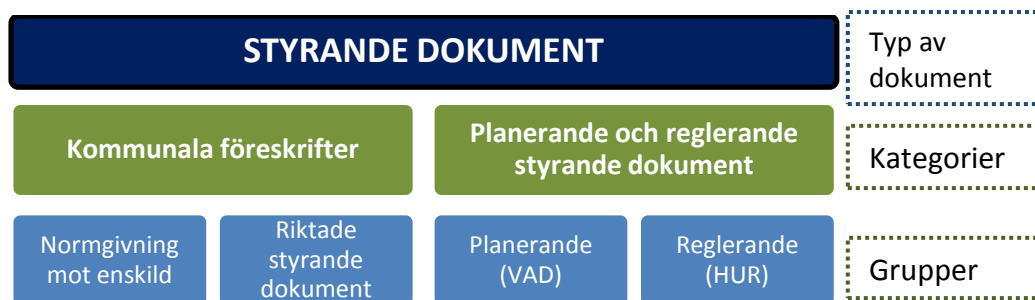 STYRANDE DOKUMENT
Typ av
dokument
Kommunala föreskrifter
Planerande och reglerande
styrande dokument
Kategorier
Normgivning
mot enskild
Riktade
styrande
dokument
Planerande
(VAD)
Reglerande
(HUR)
Grupper